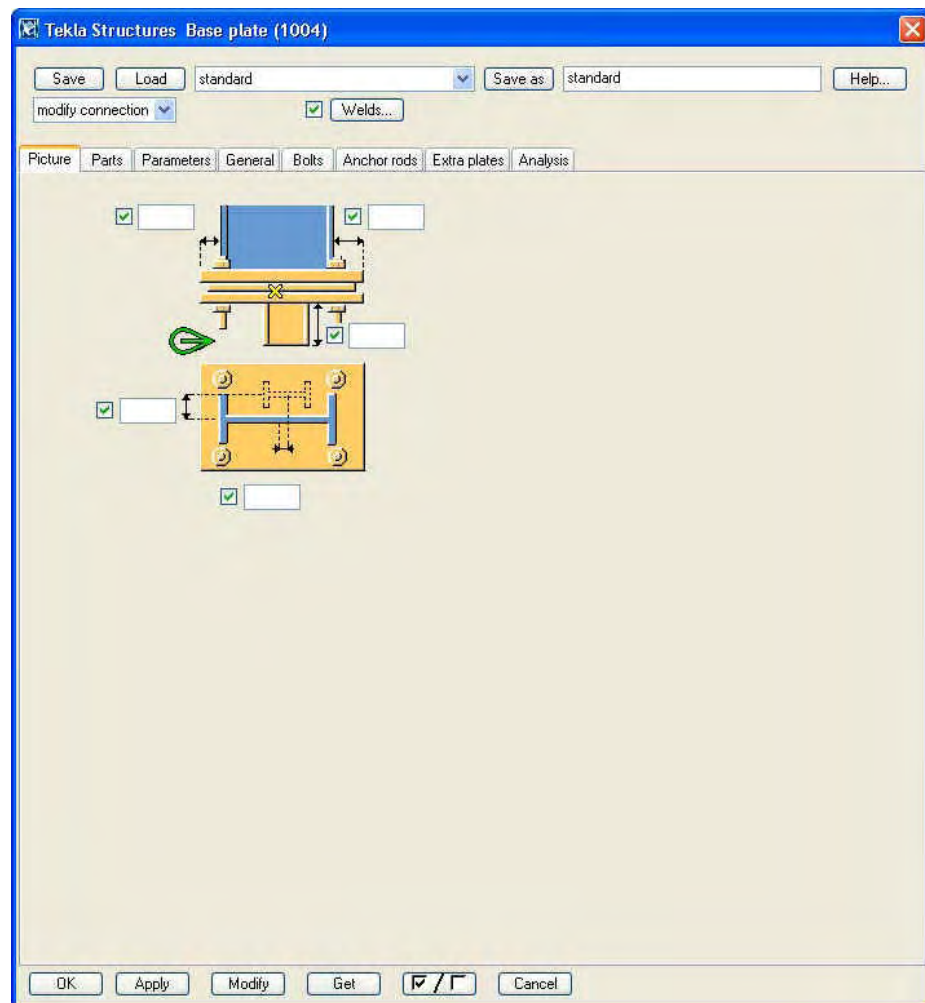 Tekla Structures Base plate (1004)
Save Load standard Save as standard Help...
modify connection Welds...
Picture Parts Parameters General Bolts Anchor rods Extra plates Analysis
OK Apply Modify Get / Cancel